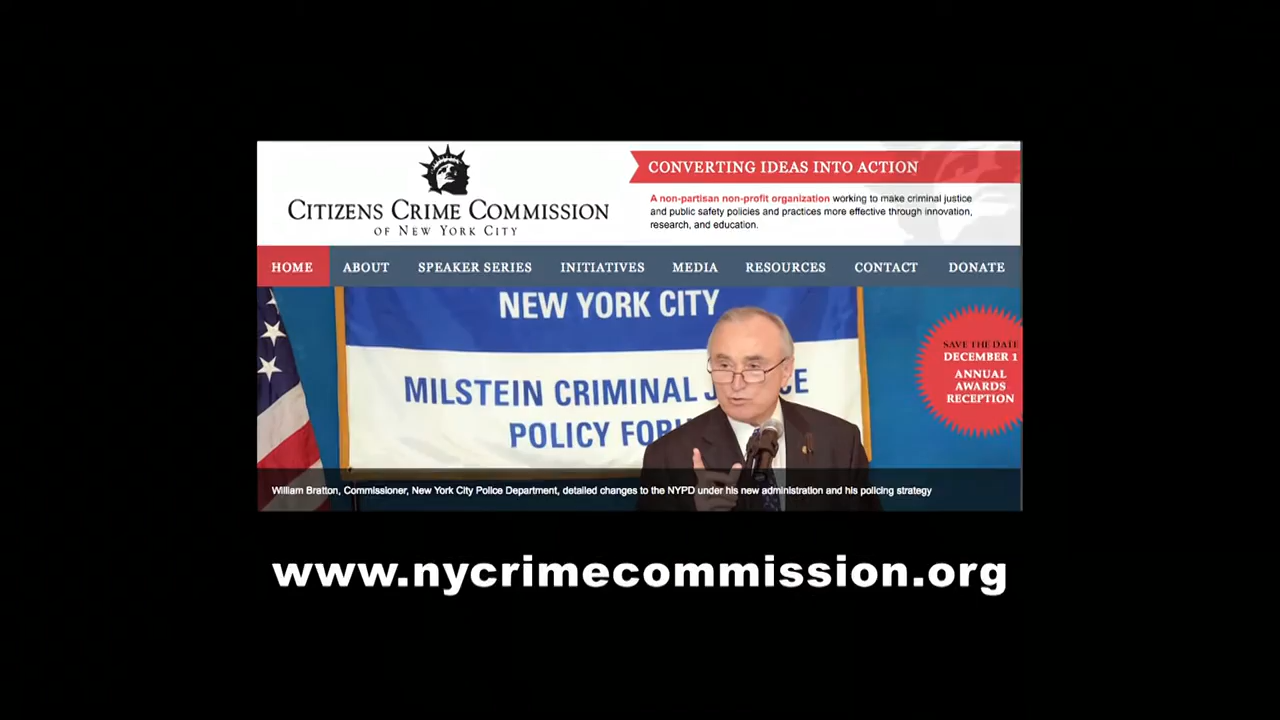 CITIZENS CRIME COMMISSION
OF NEW YORK CITY
CONVERTING IDEAS INTO ACTION
A non-partisan non-profit organization working to make criminal justice
and public safety policies and practices more effective through innovation,
research, and education.
HOME ABOUT SPEAKER SERIES INITIATIVES MEDIA RESOURCES CONTACT DONATE
NEW YORK CITY
MILSTEIN CRIMINAL
POLICY
SAVE THE DATE
DECEMBER 1
ANNUAL
AWARDS
RECEPTION
William Bratton, Commissioner, New York City Police Department, detailed changes to the NYPD under his new administration and his policing strategy
www.nycrimecommission.org